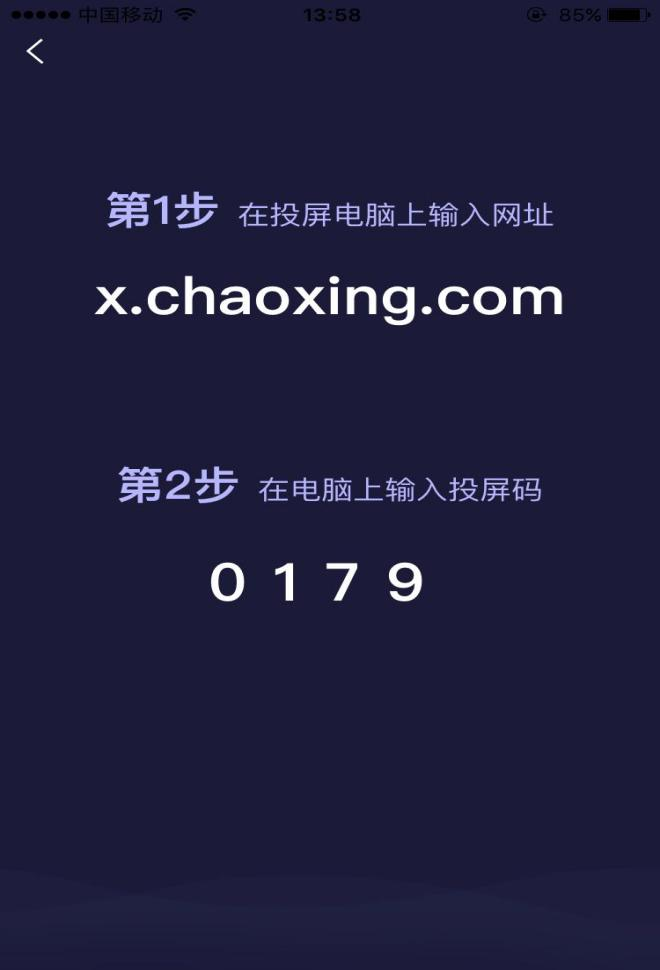 中国移动 13:58 85%
第1步 在投屏电脑上输入网址
x.chaoxing.com
第2步 在电脑上输入投屏码
0 1 7 9